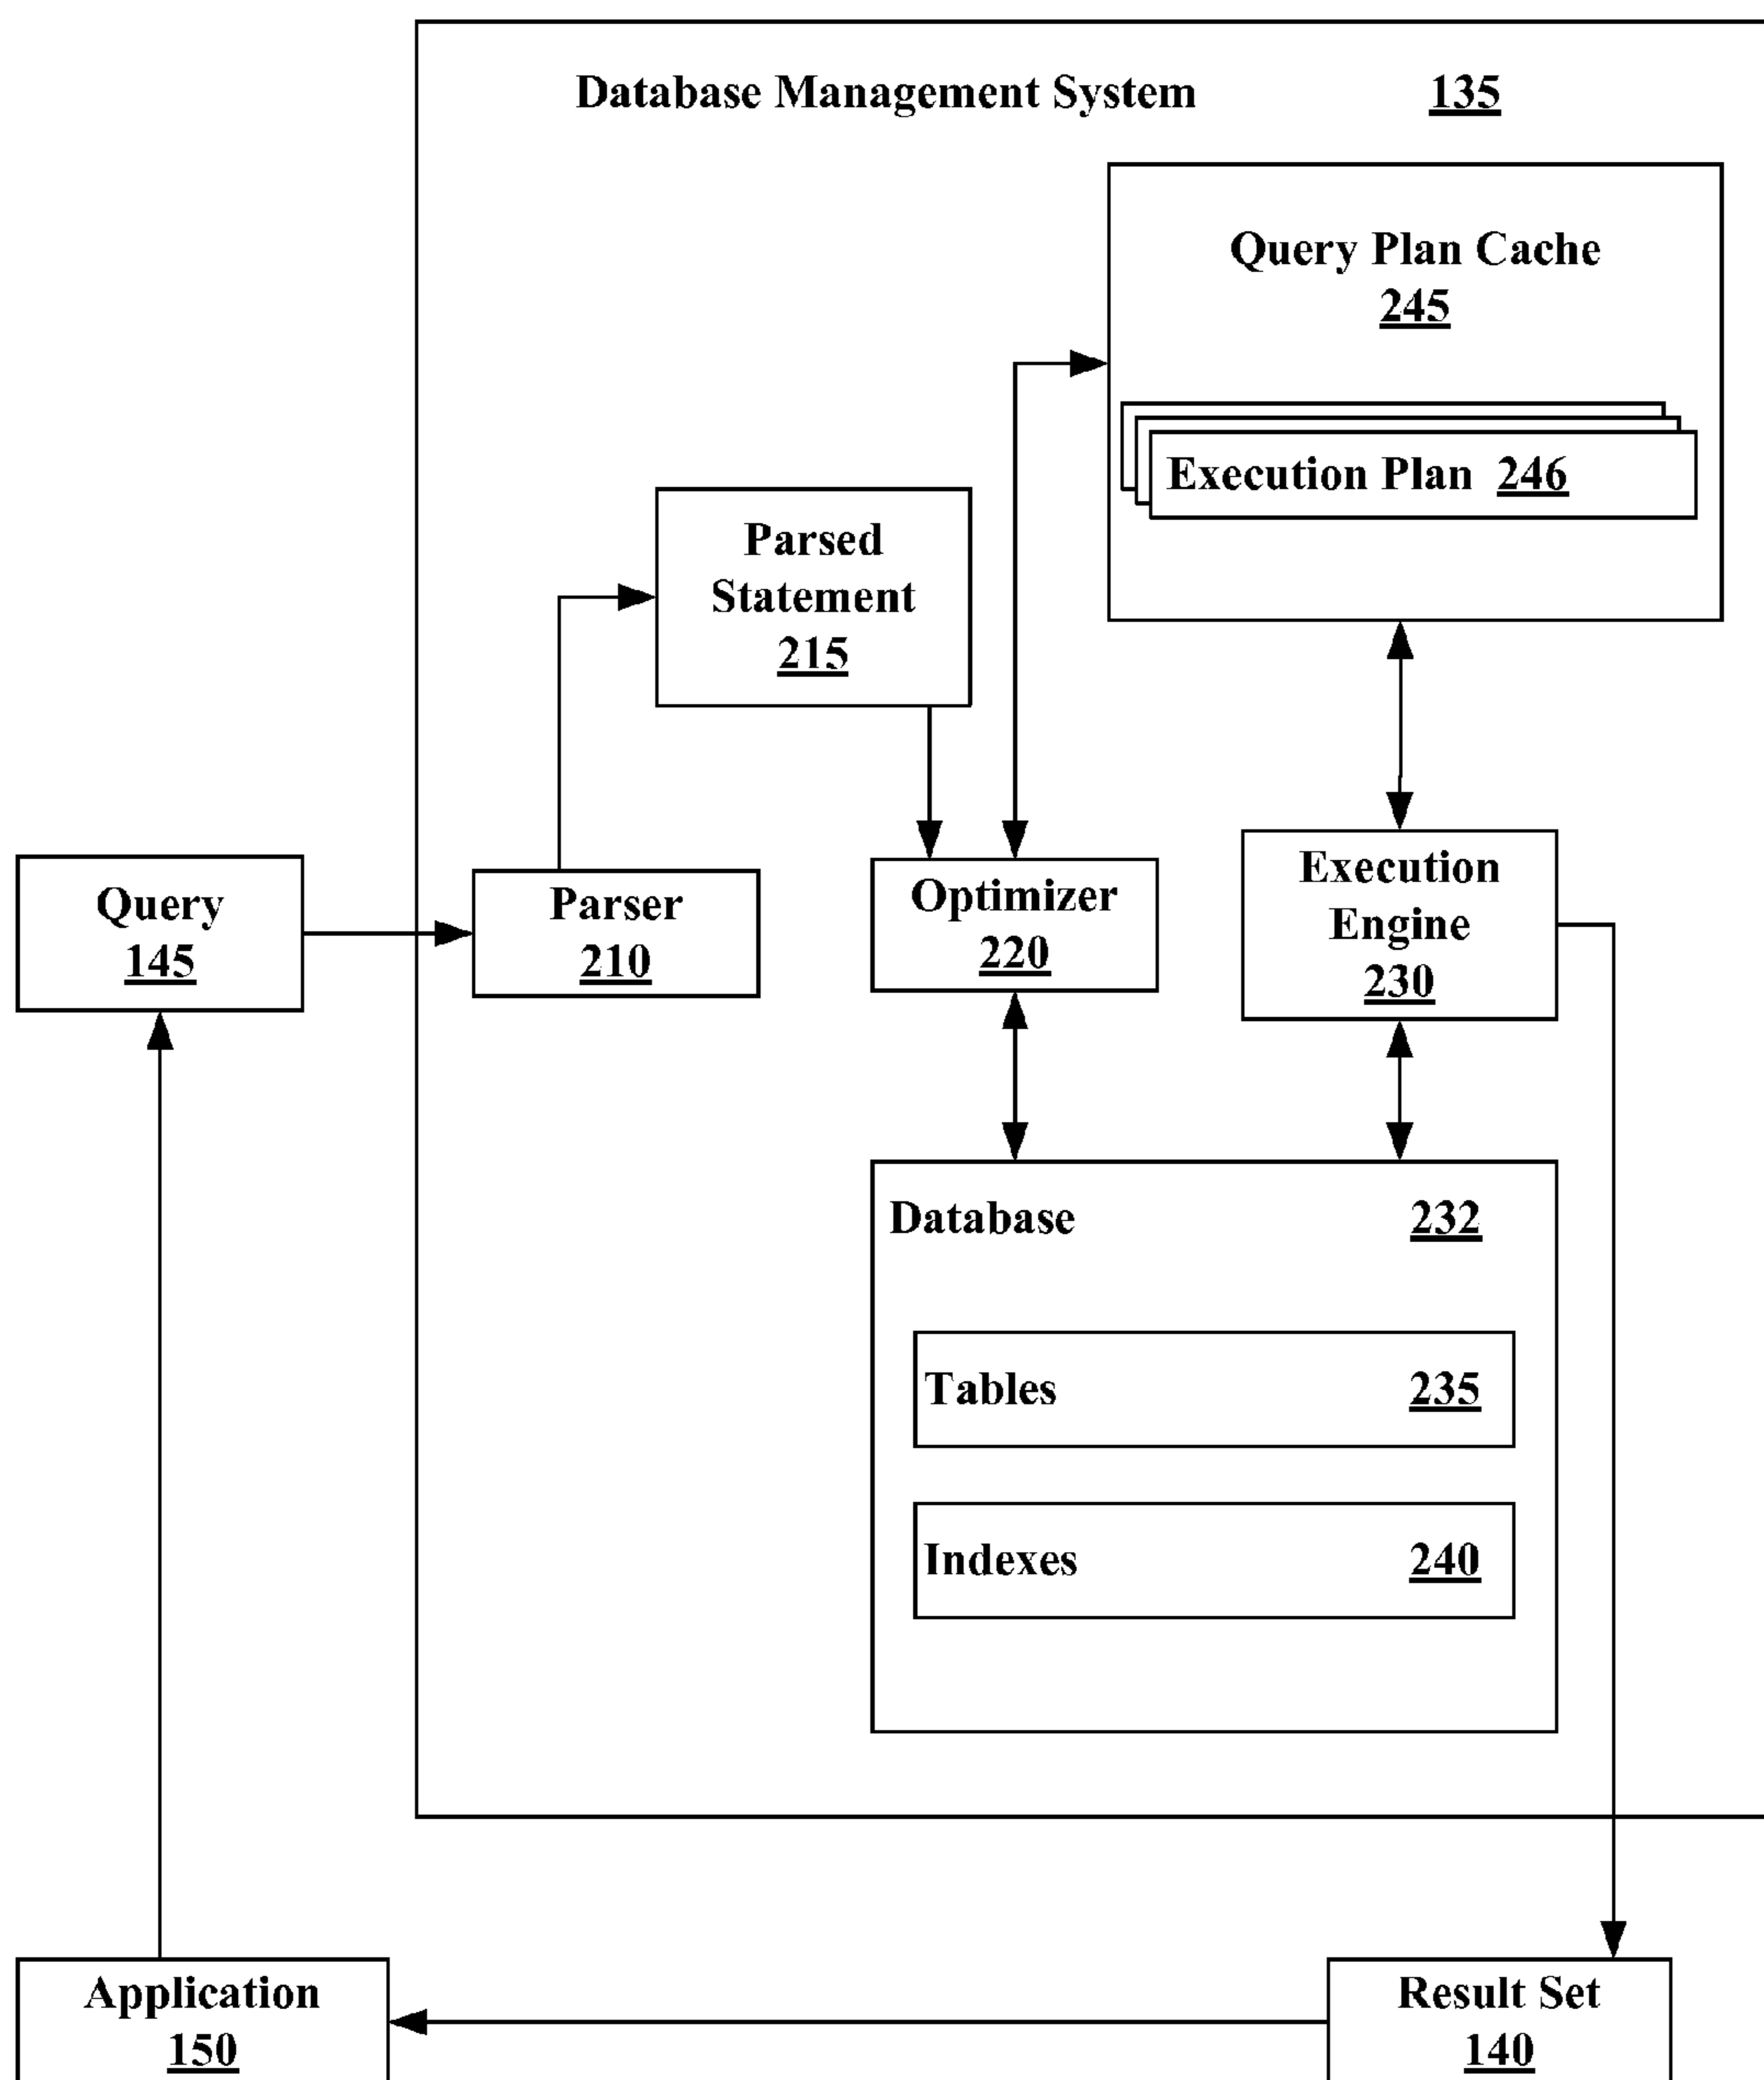 Database Management System 135
Query Plan Cache
245
Execution Plan 246
Parsed
Statement
215
Query
145
Parser
210
Optimizer
220
Execution
Engine
230
Database 232
Tables 235
Indexes 240
Application
150
Result Set
140